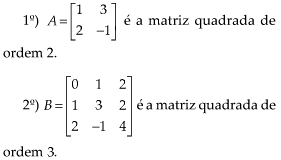 1º) A = [1 3 é a matriz quadrada de
2 -1]
ordem 2.
[0 1 2
2º) B = 1 3 2 é a matriz quadrada de
2 -1 4]
ordem 3.